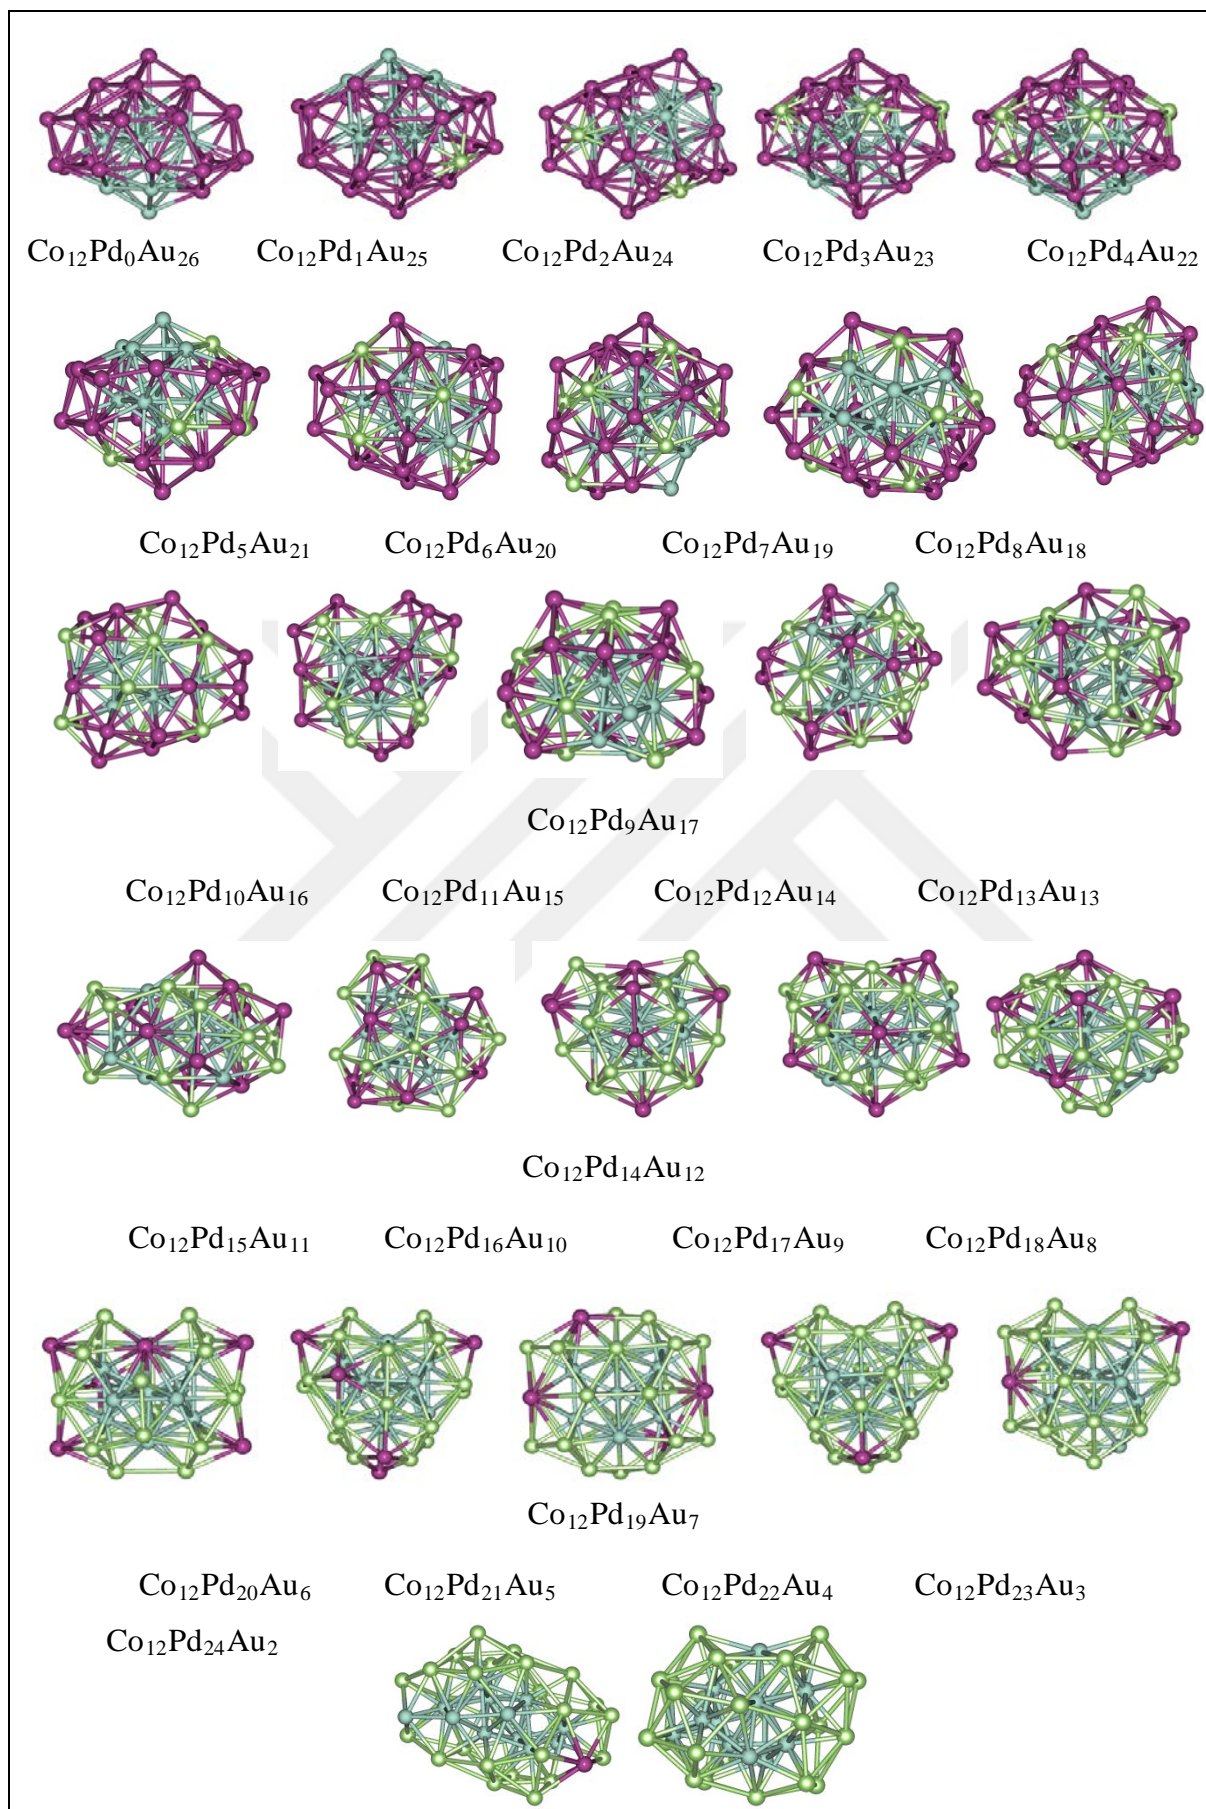 Co₁₂Pd₀Au₂₆ Co₁₂Pd₁Au₂₅ Co₁₂Pd₂Au₂₄ Co₁₂Pd₃Au₂₃ Co₁₂Pd₄Au₂₂
Co₁₂Pd₅Au₂₁ Co₁₂Pd₆Au₂₀ Co₁₂Pd₇Au₁₉ Co₁₂Pd₈Au₁₈
Co₁₂Pd₉Au₁₇
Co₁₂Pd₁₀Au₁₆ Co₁₂Pd₁₁Au₁₅ Co₁₂Pd₁₂Au₁₄ Co₁₂Pd₁₃Au₁₃
Co₁₂Pd₁₄Au₁₂
Co₁₂Pd₁₅Au₁₁ Co₁₂Pd₁₆Au₁₀ Co₁₂Pd₁₇Au₉ Co₁₂Pd₁₈Au₈
Co₁₂Pd₁₉Au₇
Co₁₂Pd₂₀Au₆ Co₁₂Pd₂₁Au₅ Co₁₂Pd₂₂Au₄ Co₁₂Pd₂₃Au₃
Co₁₂Pd₂₄Au₂